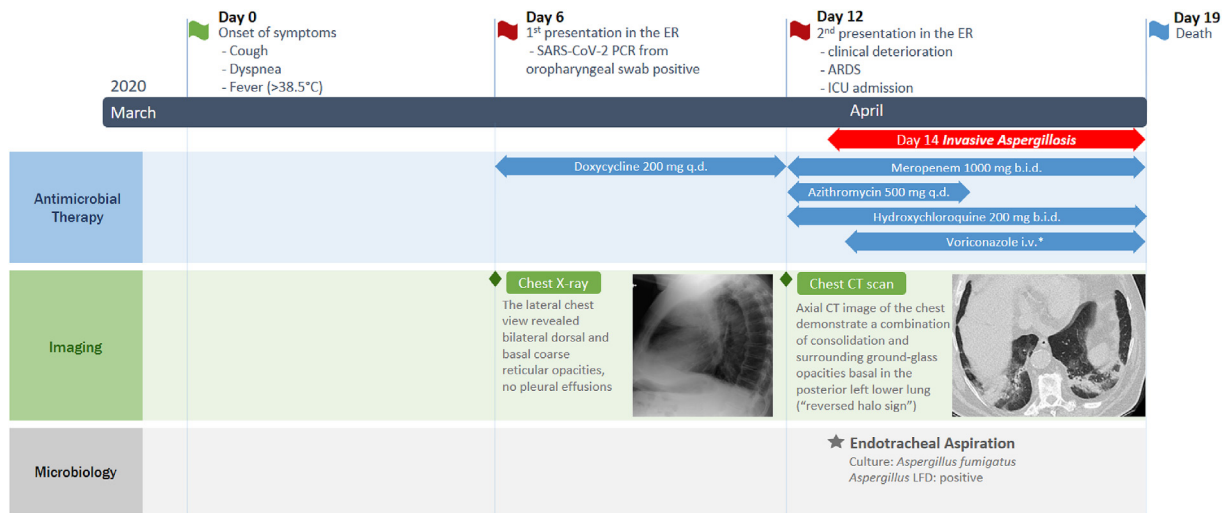 Day 0
Onset of symptoms
- Cough
- Dyspnea
- Fever (>38.5°C)
Day 6
1st presentation in the ER
- SARS-CoV-2 PCR from
oropharyngeal swab positive
Day 12
2nd presentation in the ER
- clinical deterioration
- ARDS
- ICU admission
Day 19
Death
2020
March
April
Day 14 Invasive Aspergillosis
Antimicrobial
Therapy
Doxycycline 200 mg q.d.
Meropenem 1000 mg b.i.d.
Azithromycin 500 mg q.d.
Hydroxychloroquine 200 mg b.i.d.
Voriconazole i.v.*
Imaging
Chest X-ray
The lateral chest
view revealed
bilateral dorsal and
basal coarse
reticular opacities,
no pleural effusions
Chest CT scan
Axial CT image of the chest
demonstrate a combination
of consolidation and
surrounding ground-glass
opacities basal in the
posterior left lower lung
(“reversed halo sign”)
Microbiology
Endotracheal Aspiration
Culture: Aspergillus fumigatus
Aspergillus LFD: positive